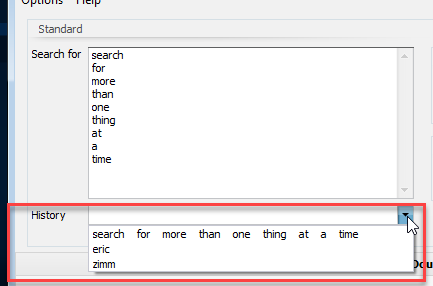 Options Help
Standard
Search for
search
for
more
than
one
thing
at
a
time
History
search for more than one thing at a time
eric
zimm